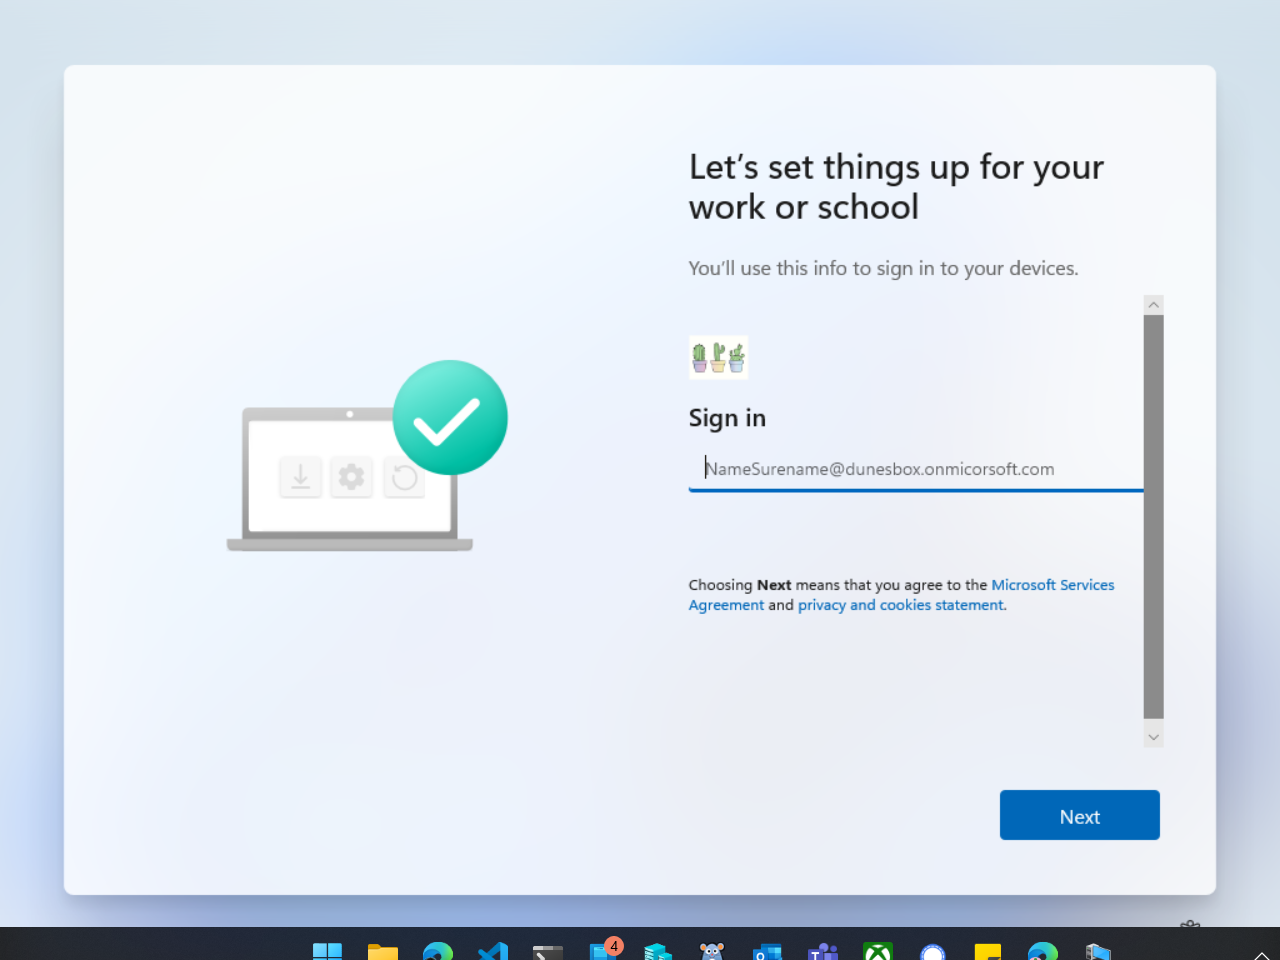 Let’s set things up for your
work or school
You’ll use this info to sign in to your devices.
Sign in
NameSurename@dunesbox.onmicorsoft.com
Choosing Next means that you agree to the Microsoft Services
Agreement and privacy and cookies statement.
Next
4